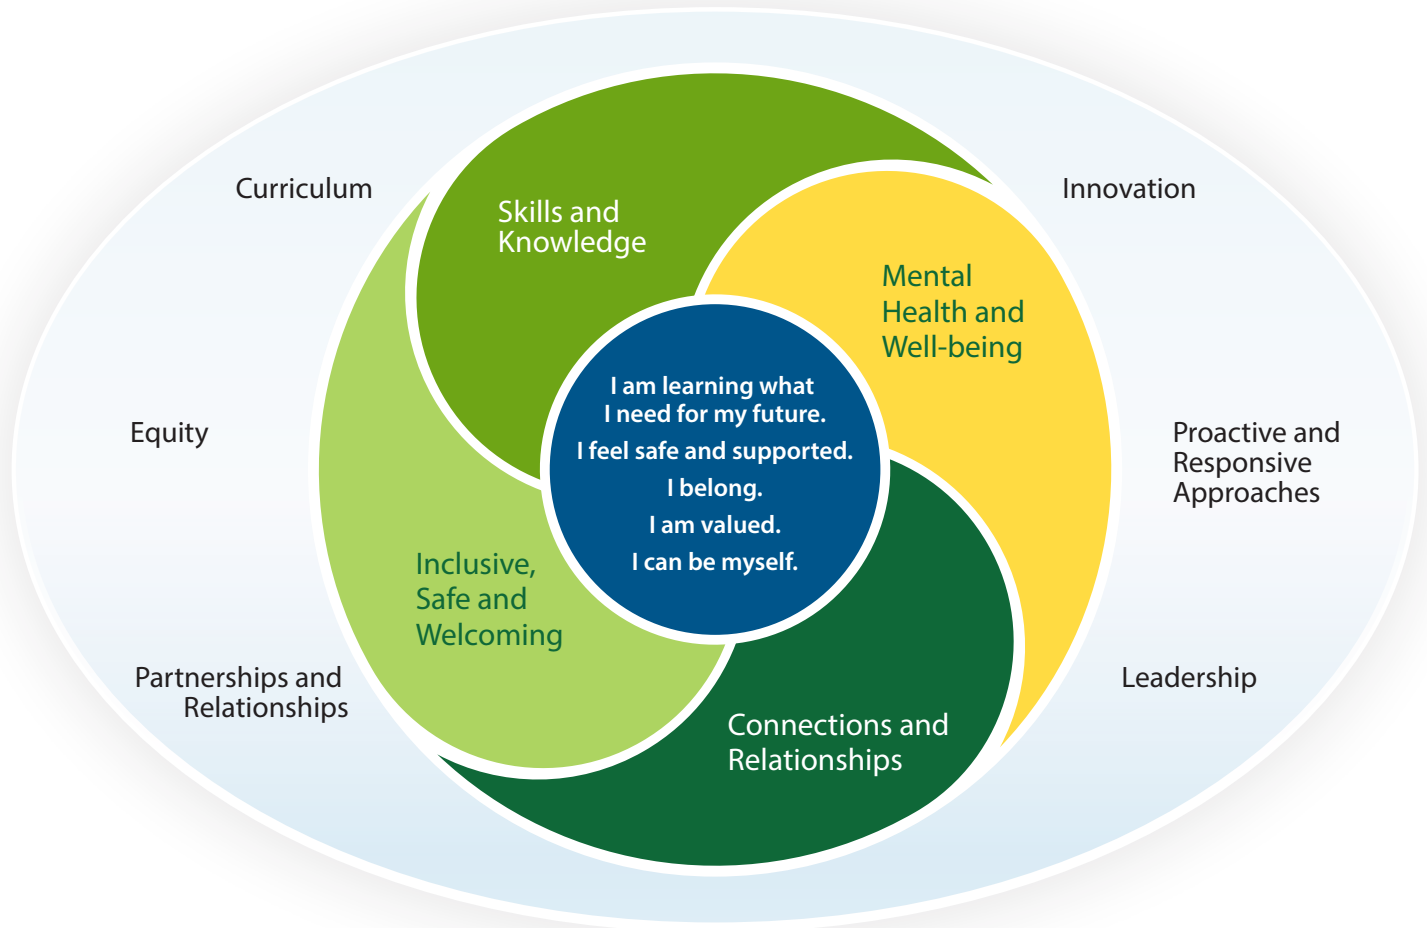 Curriculum
Innovation
Skills and
Knowledge
Mental
Health and
Well-being
I am learning what
I need for my future.
I feel safe and supported.
I belong.
I am valued.
I can be myself.
Equity
Proactive and
Responsive
Approaches
Inclusive,
Safe and
Welcoming
Partnerships and
Relationships
Leadership
Connections and
Relationships